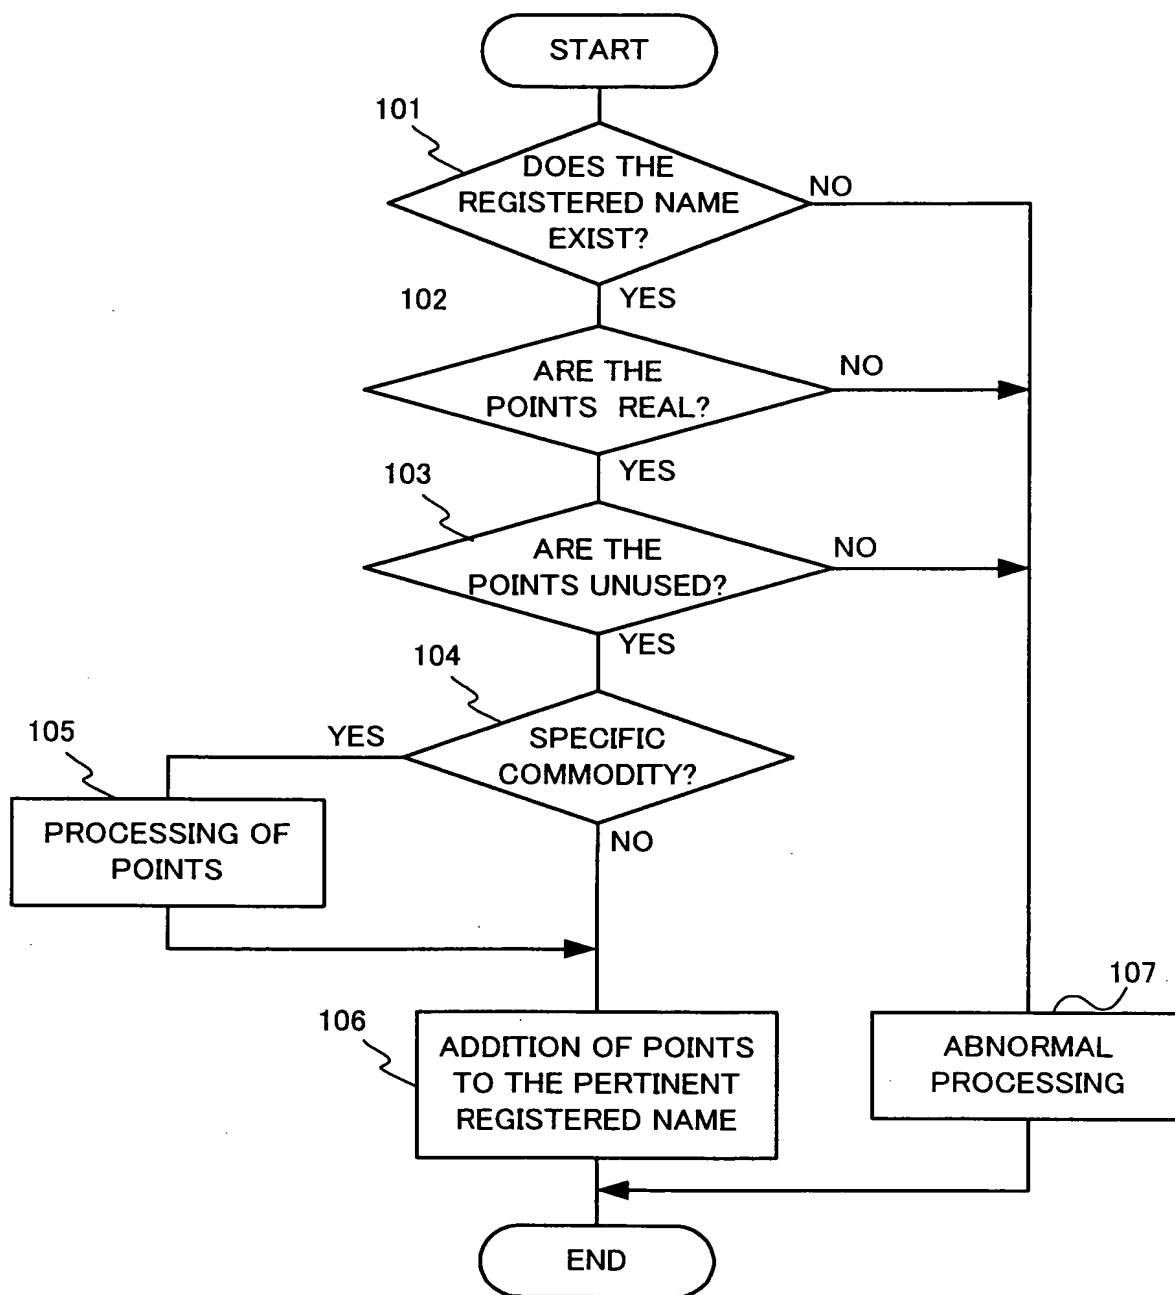 START
101
DOES THE
REGISTERED NAME
EXIST?
NO
YES
102
ARE THE
POINTS REAL?
NO
YES
103
ARE THE
POINTS UNUSED?
NO
YES
104
SPECIFIC
COMMODITY?
YES
NO
105
PROCESSING OF
POINTS
106
ADDITION OF POINTS
TO THE PERTINENT
REGISTERED NAME
107
ABNORMAL
PROCESSING
END